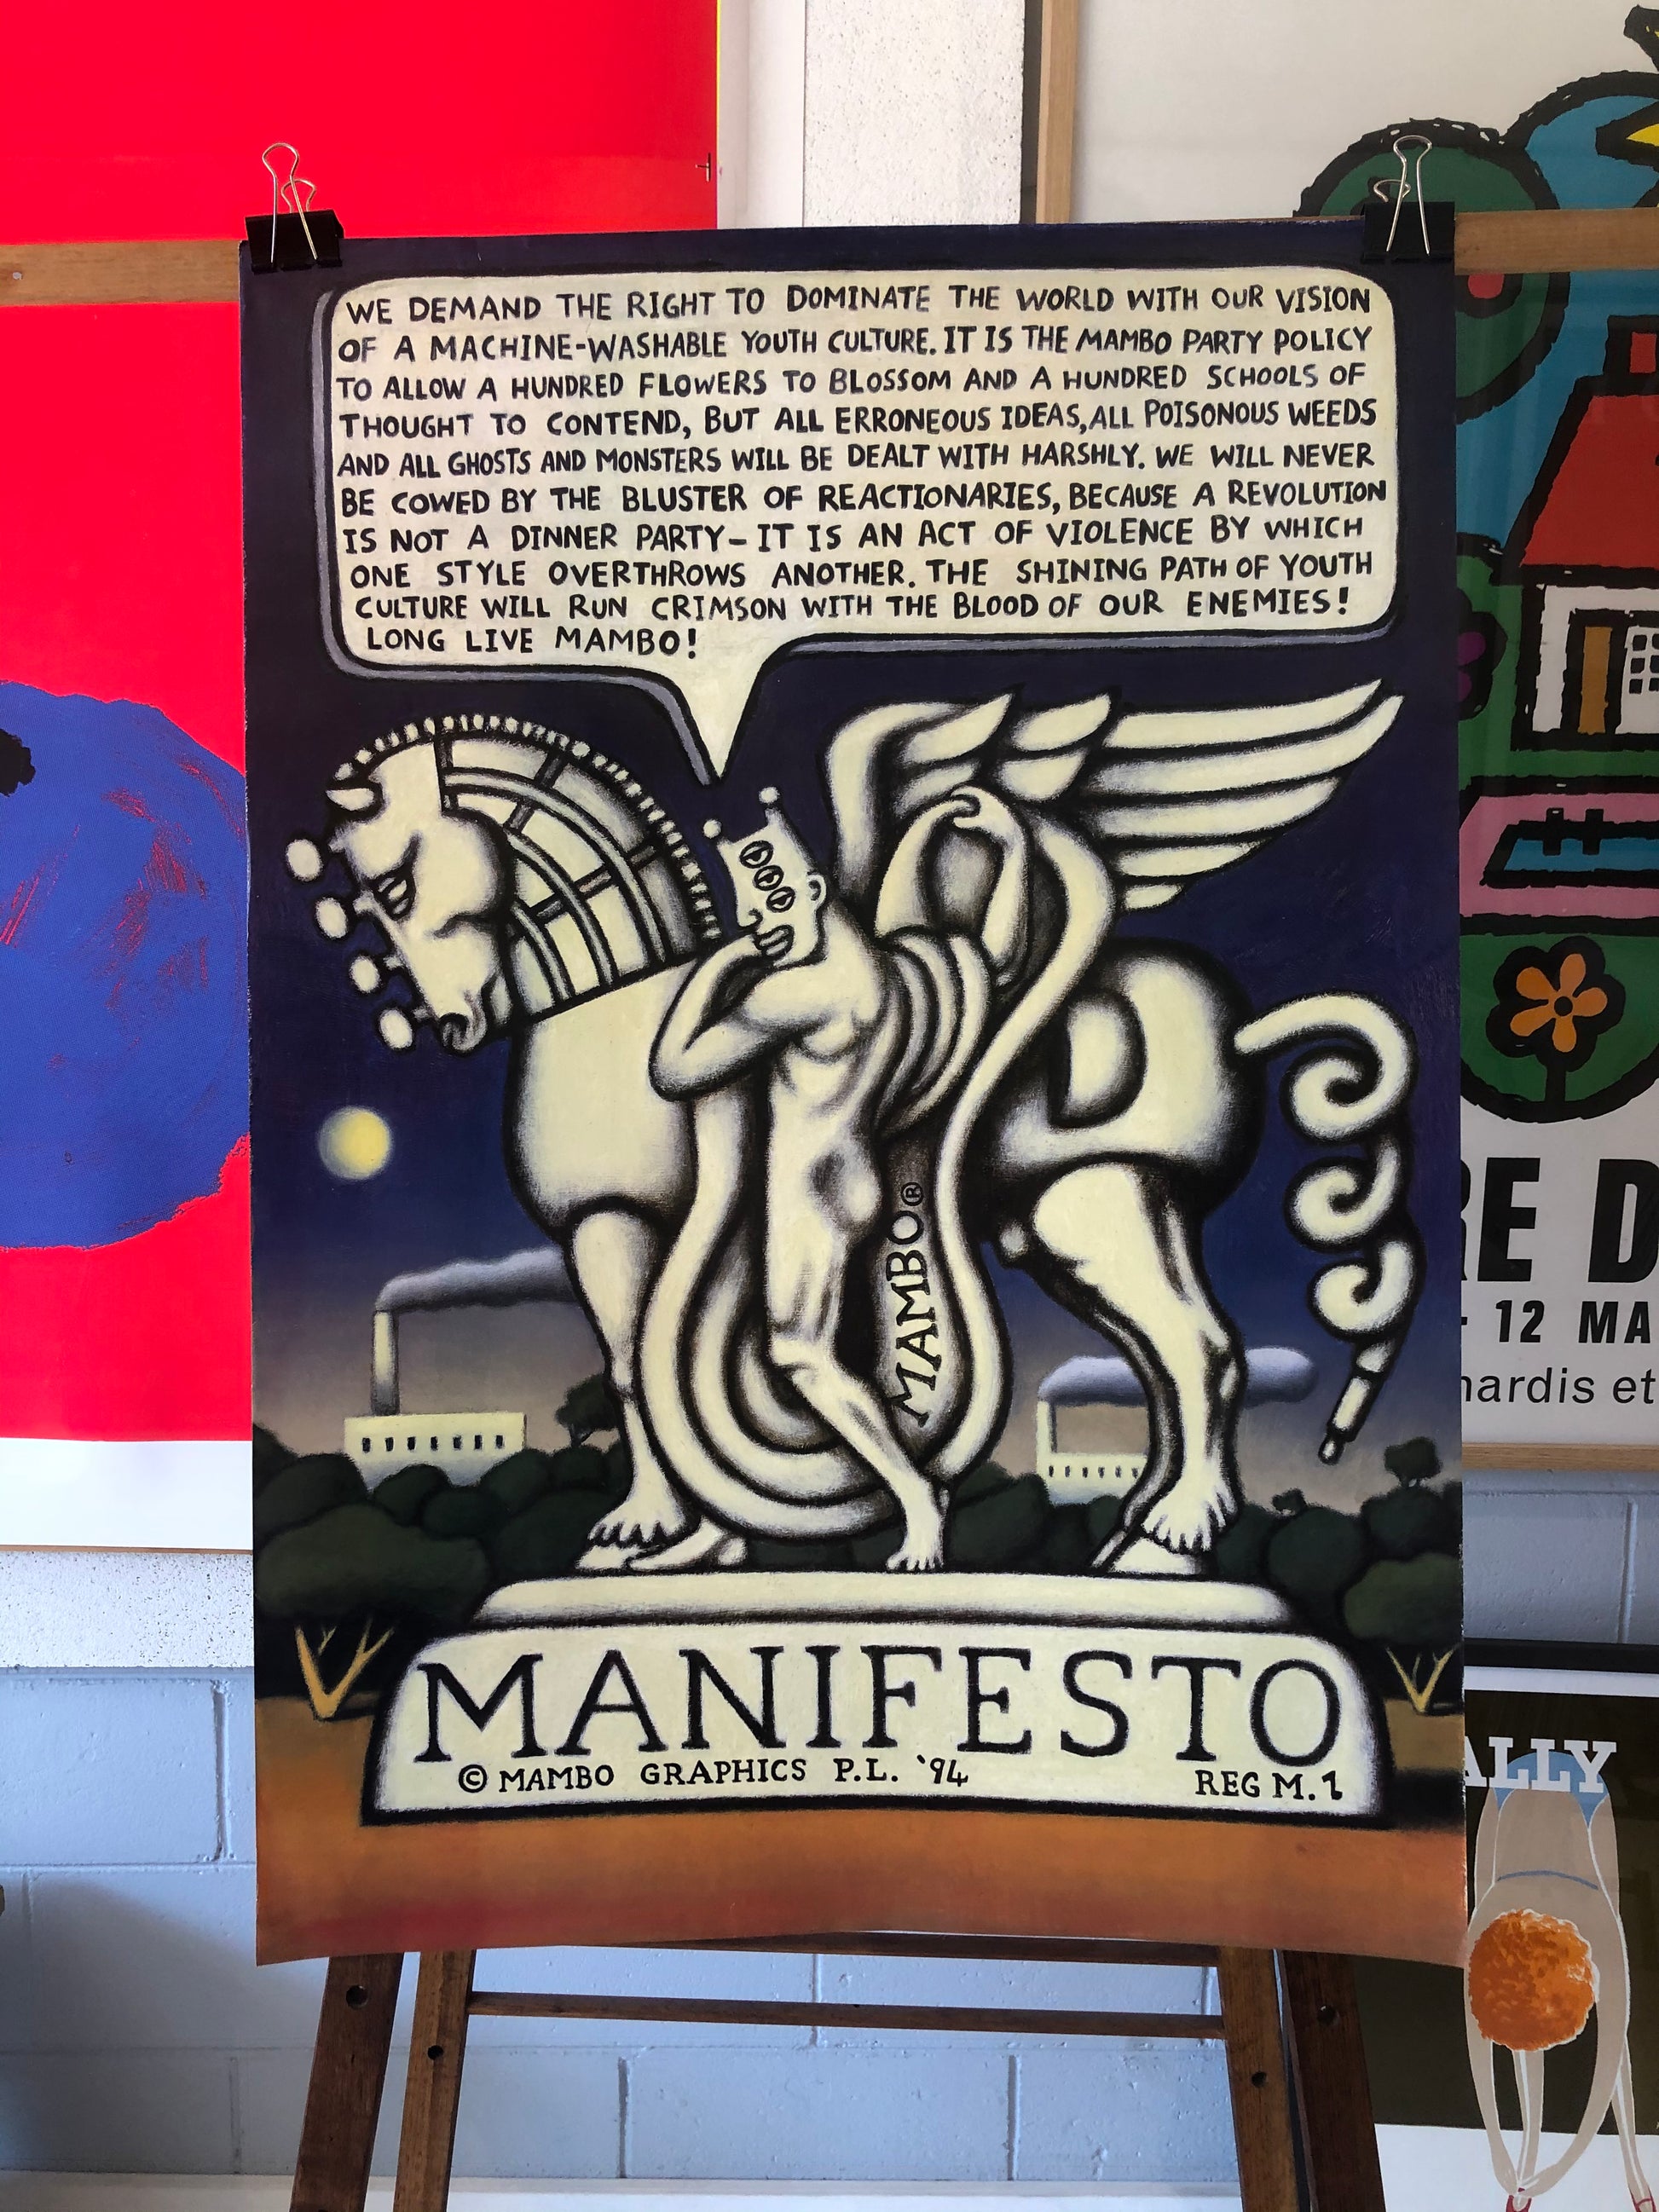 WE DEMAND THE RIGHT TO DOMINATE THE WORLD WITH OUR VISION
OF A MACHINE-WASHABLE YOUTH CULTURE. IT IS THE MAMBO PARTY POLICY
TO ALLOW A HUNDRED FLOWERS TO BLOSSOM AND A HUNDRED SCHOOLS OF
THOUGHT TO CONTEND, BUT ALL ERRONEOUS IDEAS, ALL POISONOUS WEEDS
AND ALL GHOSTS AND MONSTERS WILL BE DEALT WITH HARSHLY. WE WILL NEVER
BE COWED BY THE BLUSTER OF REACTIONARIES, BECAUSE A REVOLUTION
IS NOT A DINNER PARTY – IT IS AN ACT OF VIOLENCE BY WHICH
ONE STYLE OVERTHROWS ANOTHER. THE SHINING PATH OF YOUTH
CULTURE WILL RUN CRIMSON WITH THE BLOOD OF OUR ENEMIES!
LONG LIVE MAMBO!
MAMBO®
MANIFESTO
© MAMBO GRAPHICS P.L. '94
REG M. 1
RE D
- 12 MA
nardis et
ALLY